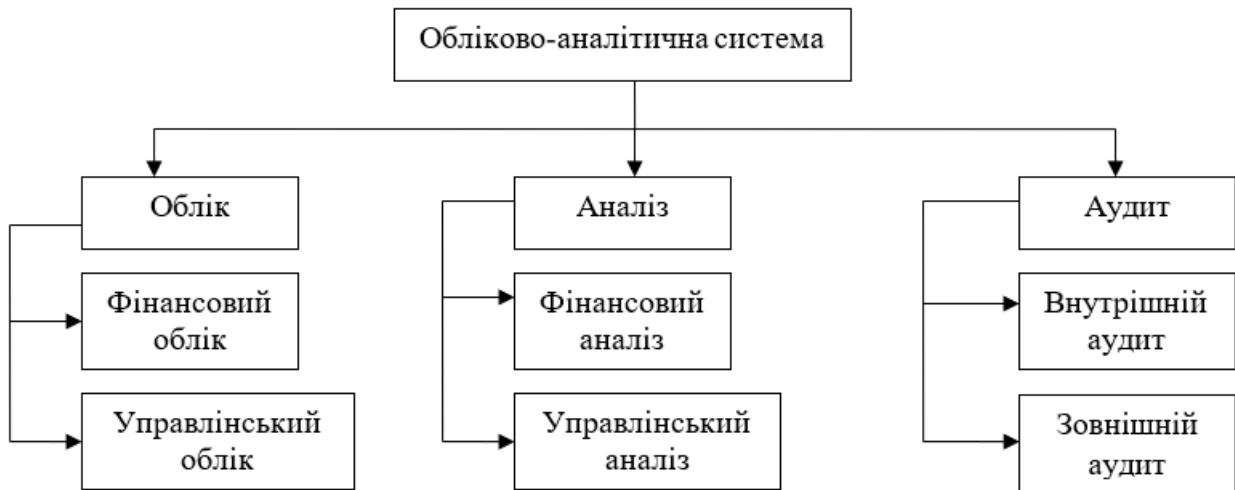 Обліково-аналітична система
Облік
Аналіз
Аудит
Фінансовий
облік
Фінансовий
аналіз
Внутрішній
аудит
Управлінський
облік
Управлінський
аналіз
Зовнішній
аудит